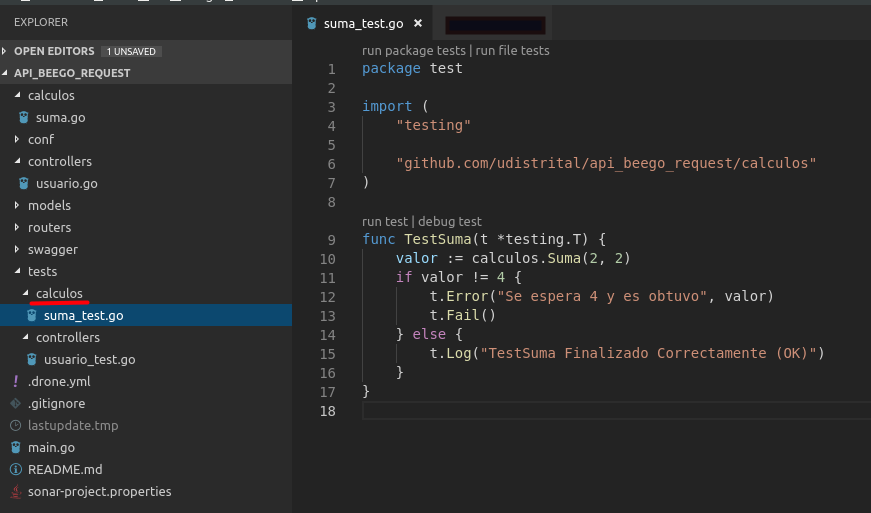 EXPLORER
OPEN EDITORS 1 UNSAVED
API_BEEGO_REQUEST
calculos
suma.go
conf
controllers
usuario.go
models
routers
swagger
tests
calculos
suma_test.go
controllers
usuario_test.go
.drone.yml
.gitignore
lastupdate.tmp
main.go
README.md
sonar-project.properties
suma_test.go ×
run package tests | run file tests
1 package test
2
3 import (
4 "testing"
5
6 "github.com/udistrital/api_beego_request/calculos"
7 )
8
run test | debug test
9 func TestSuma(t *testing.T) {
10 valor := calculos.Suma(2, 2)
11 if valor != 4 {
12 t.Error("Se espera 4 y es obtuvo", valor)
13 t.Fail()
14 } else {
15 t.Log("TestSuma Finalizado Correctamente (OK)")
16 }
17 }
18